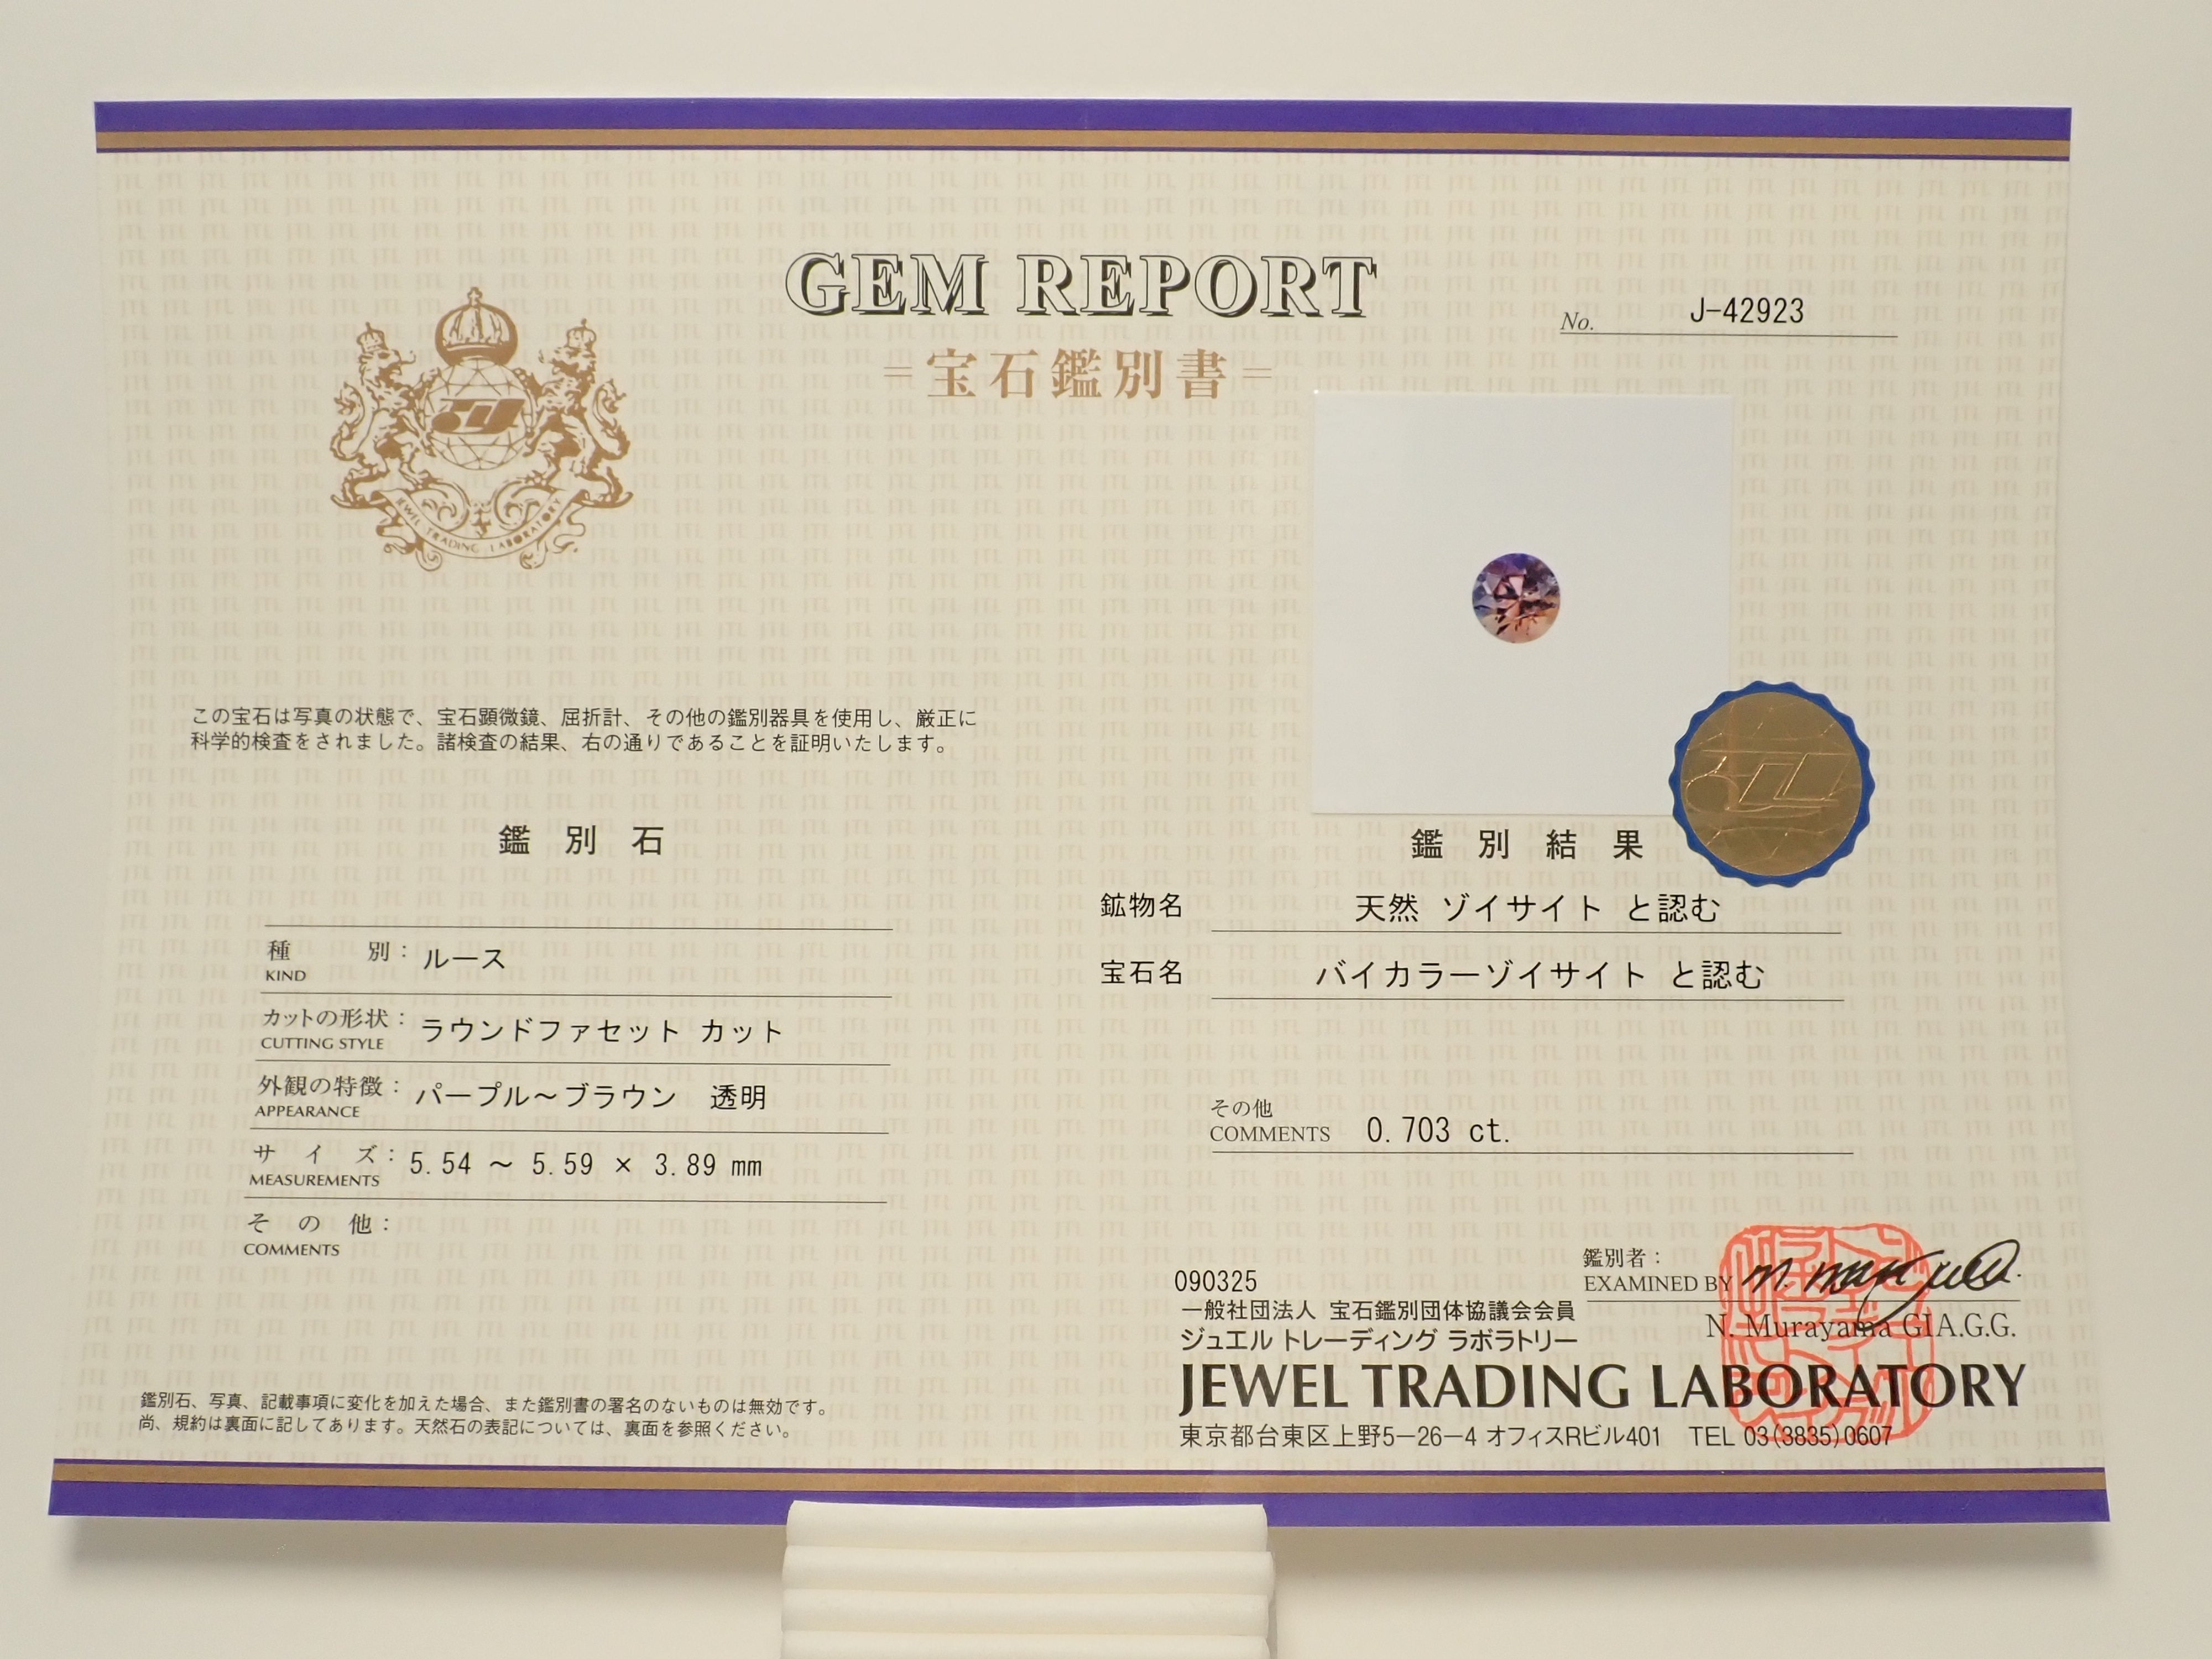 GEM REPORT
=宝石鑑別書=
No. J-42923
JEWEL TRADING LABORATORY
この宝石は写真の状態で、宝石顕微鏡、屈折計、その他の鑑別器具を使用し、厳正に
科学的検査をされました。諸検査の結果、右の通りであることを証明いたします。
鑑別石
種別: ルース
KIND
カットの形状: ラウンドファセット カット
CUTTING STYLE
外観の特徴: パープル～ブラウン 透明
APPEARANCE
サイズ: 5.54 ～ 5.59 × 3.89 mm
MEASUREMENTS
その他:
COMMENTS
鑑別石、写真、記載事項に変化を加えた場合、また鑑別書の署名のないものは無効です。
尚、規約は裏面に記してあります。天然石の表記については、裏面を参照ください。
鑑別結果
鉱物名 天然 ゾイサイト と認む
宝石名 バイカラーゾイサイト と認む
その他
COMMENTS 0.703 ct.
鑑別者:
EXAMINED BY
N. Murayama GIA.G.G.
090325
一般社団法人 宝石鑑別団体協議会会員
ジュエル トレーディング ラボラトリー
JEWEL TRADING LABORATORY
東京都台東区上野5－26－4 オフィスRビル401 TEL 03(3835)0607